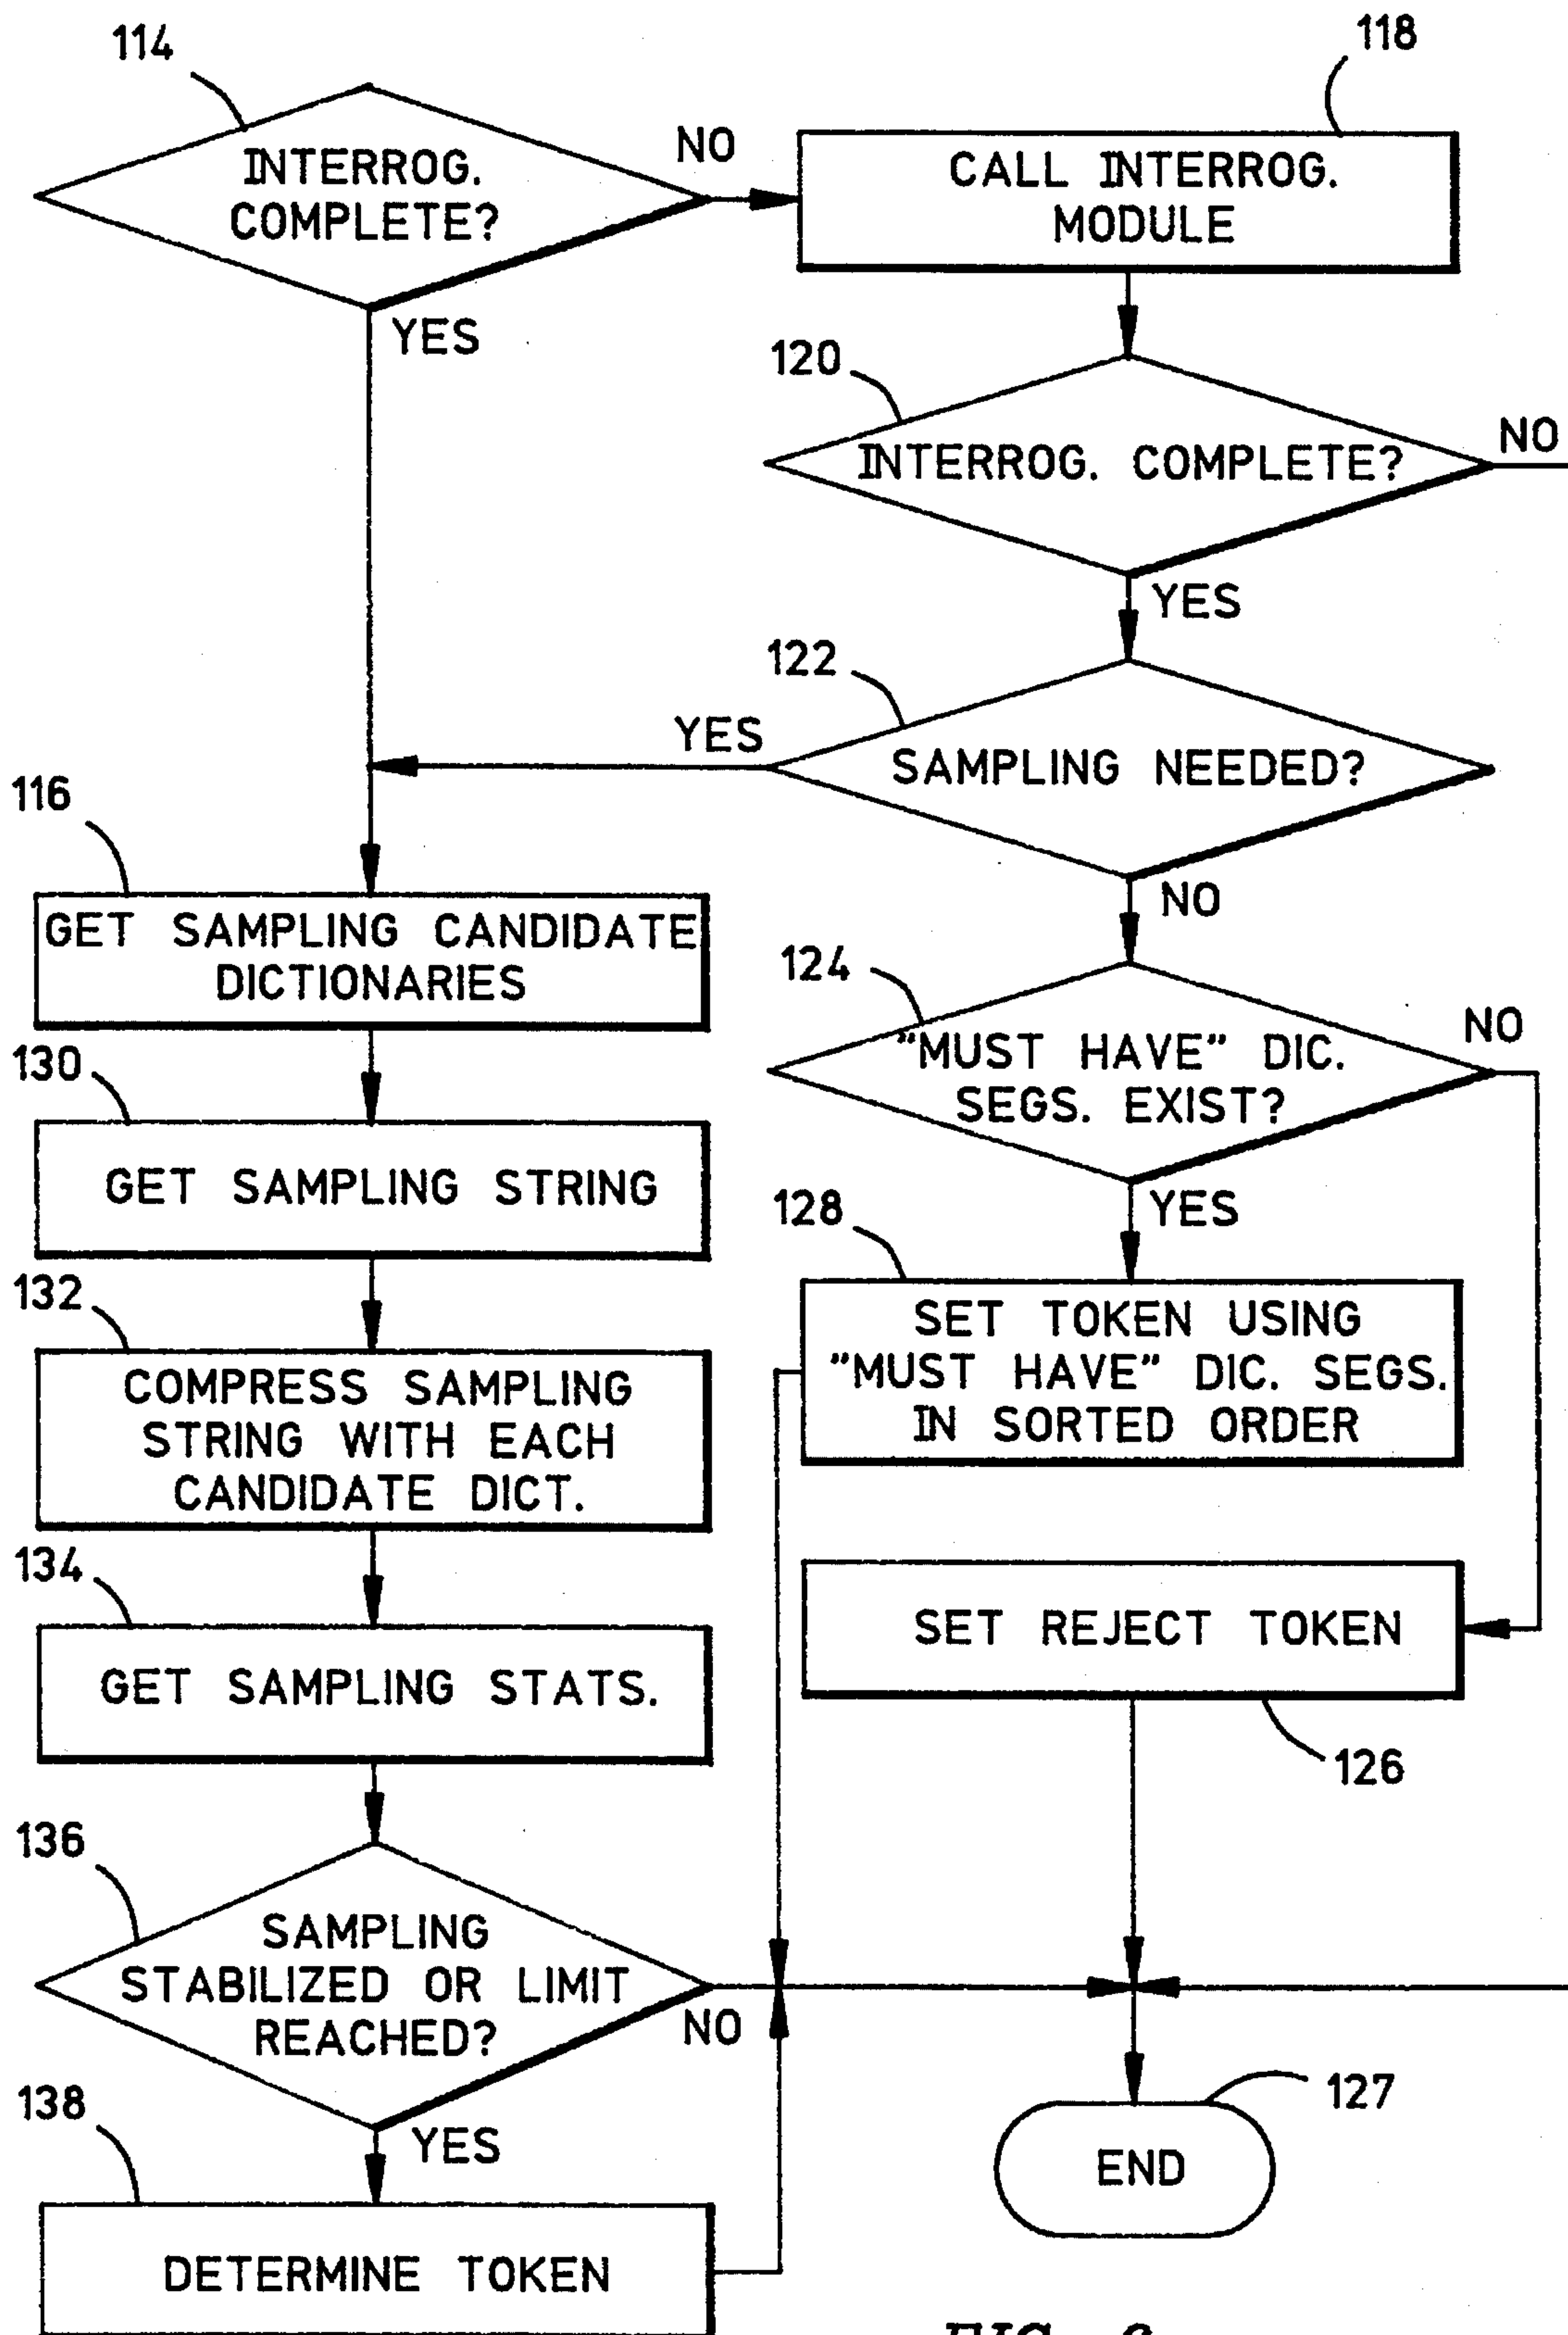 114
INTERROG.
COMPLETE?
NO
YES
118
CALL INTERROG.
MODULE
120
INTERROG. COMPLETE?
NO
YES
122
SAMPLING NEEDED?
YES
NO
116
GET SAMPLING CANDIDATE
DICTIONARIES
124
"MUST HAVE" DIC.
SEGS. EXIST?
NO
YES
130
GET SAMPLING STRING
128
SET TOKEN USING
"MUST HAVE" DIC. SEGS.
IN SORTED ORDER
132
COMPRESS SAMPLING
STRING WITH EACH
CANDIDATE DICT.
134
GET SAMPLING STATS.
SET REJECT TOKEN
126
136
SAMPLING
STABILIZED OR LIMIT
REACHED?
NO
YES
127
END
138
DETERMINE TOKEN